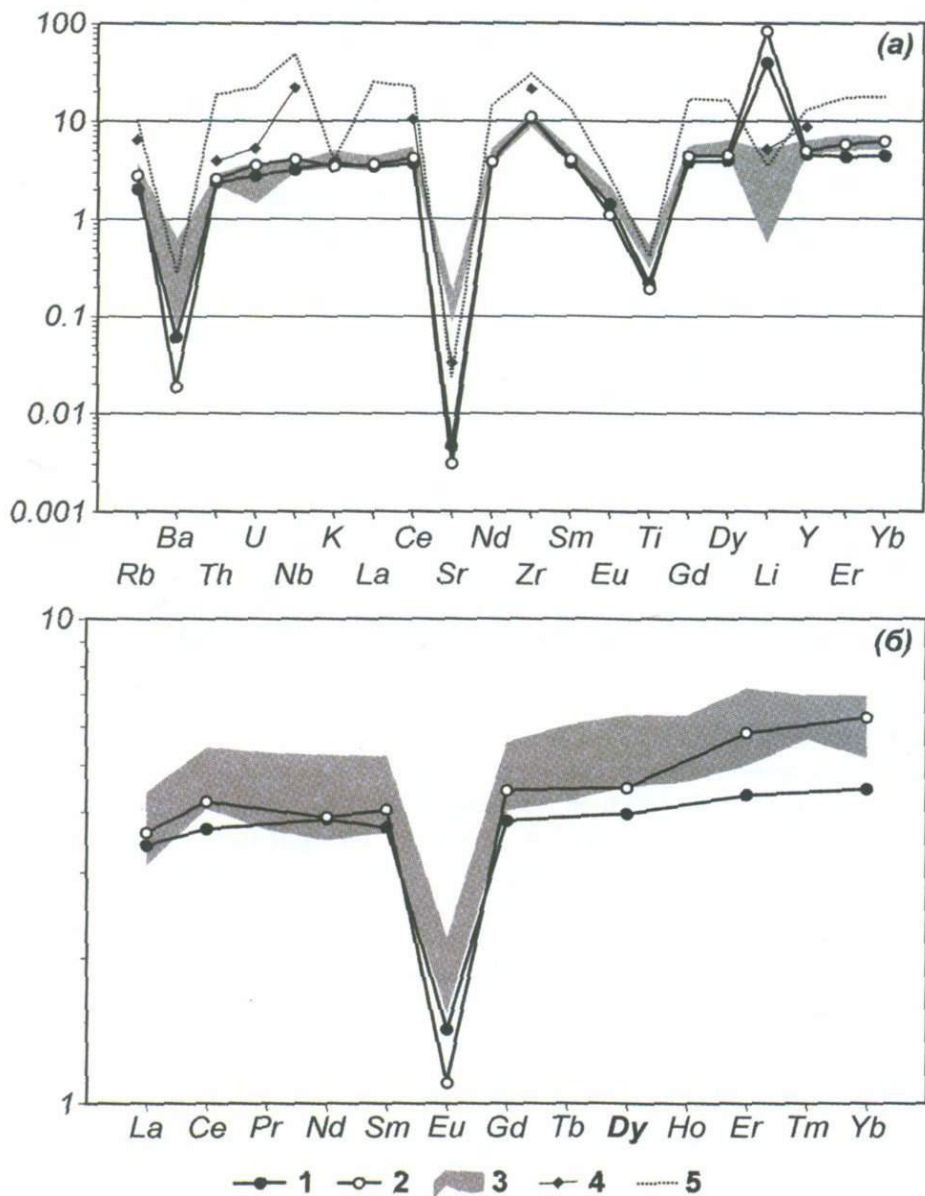 100
(а)
10
1
0.1
0.01
0.001
Ba U K Ce Nd Sm Ti Dy Y Yb
Rb Th Nb La Sr Zr Eu Gd Li Er
10
(б)
1
La Ce Pr Nd Sm Eu Gd Tb Dy Ho Er Tm Yb
1 2 3 4 5